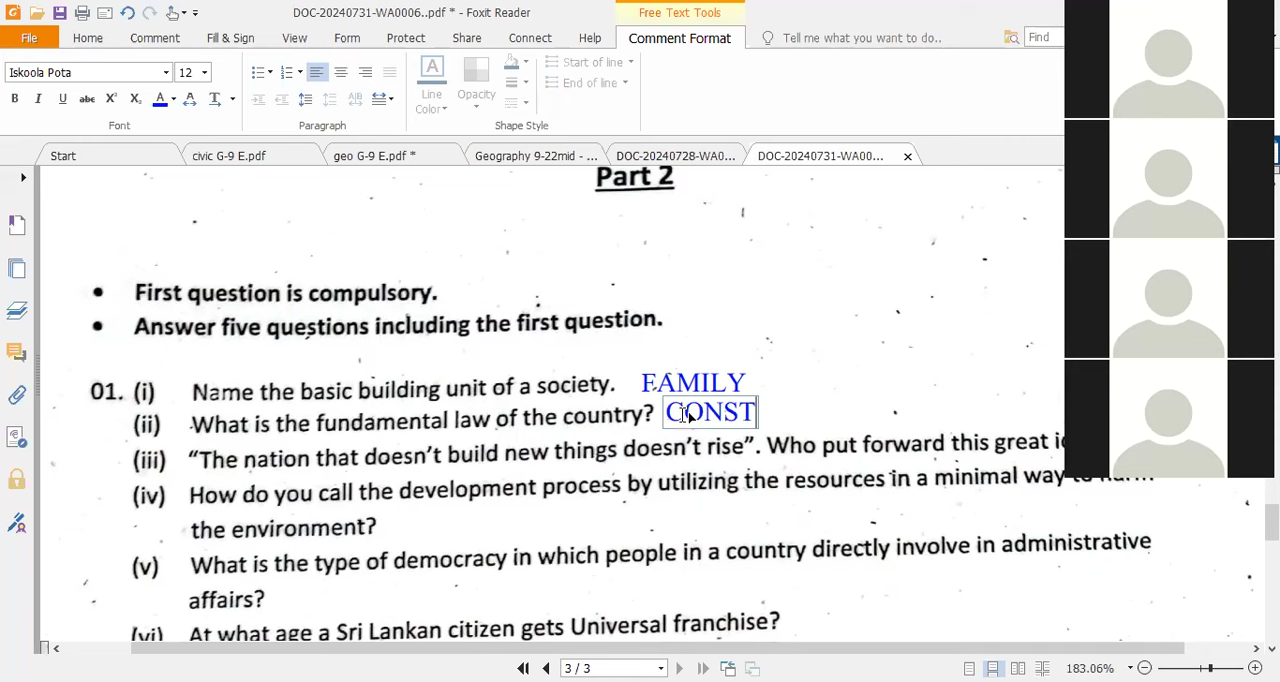 DOC-20240731-WA0006..pdf * - Foxit Reader
Free Text Tools
File Home Comment Fill & Sign View Form Protect Share Connect Help Comment Format Tell me what you want to do.. Find
Iskoola Pota 12
Start of line
End of line
B I U abc X² X₂ A A T
Line Color
Opacity
Font Paragraph Shape Style
Start civic G-9 E.pdf geo G-9 E.pdf * Geography 9-22mid - ... DOC-20240728-WA0... DOC-20240731-WA00...
Part 2
• First question is compulsory.
• Answer five questions including the first question.
01. (i) Name the basic building unit of a society. FAMILY
(ii) What is the fundamental law of the country? CONST
(iii) “The nation that doesn’t build new things doesn’t rise”. Who put forward this great
(iv) How do you call the development process by utilizing the resources in a minimal way to harm
the environment?
(v) What is the type of democracy in which people in a country directly involve in administrative
affairs?
(vi) At what age a Sri Lankan citizen gets Universal franchise?
3 / 3
183.06%